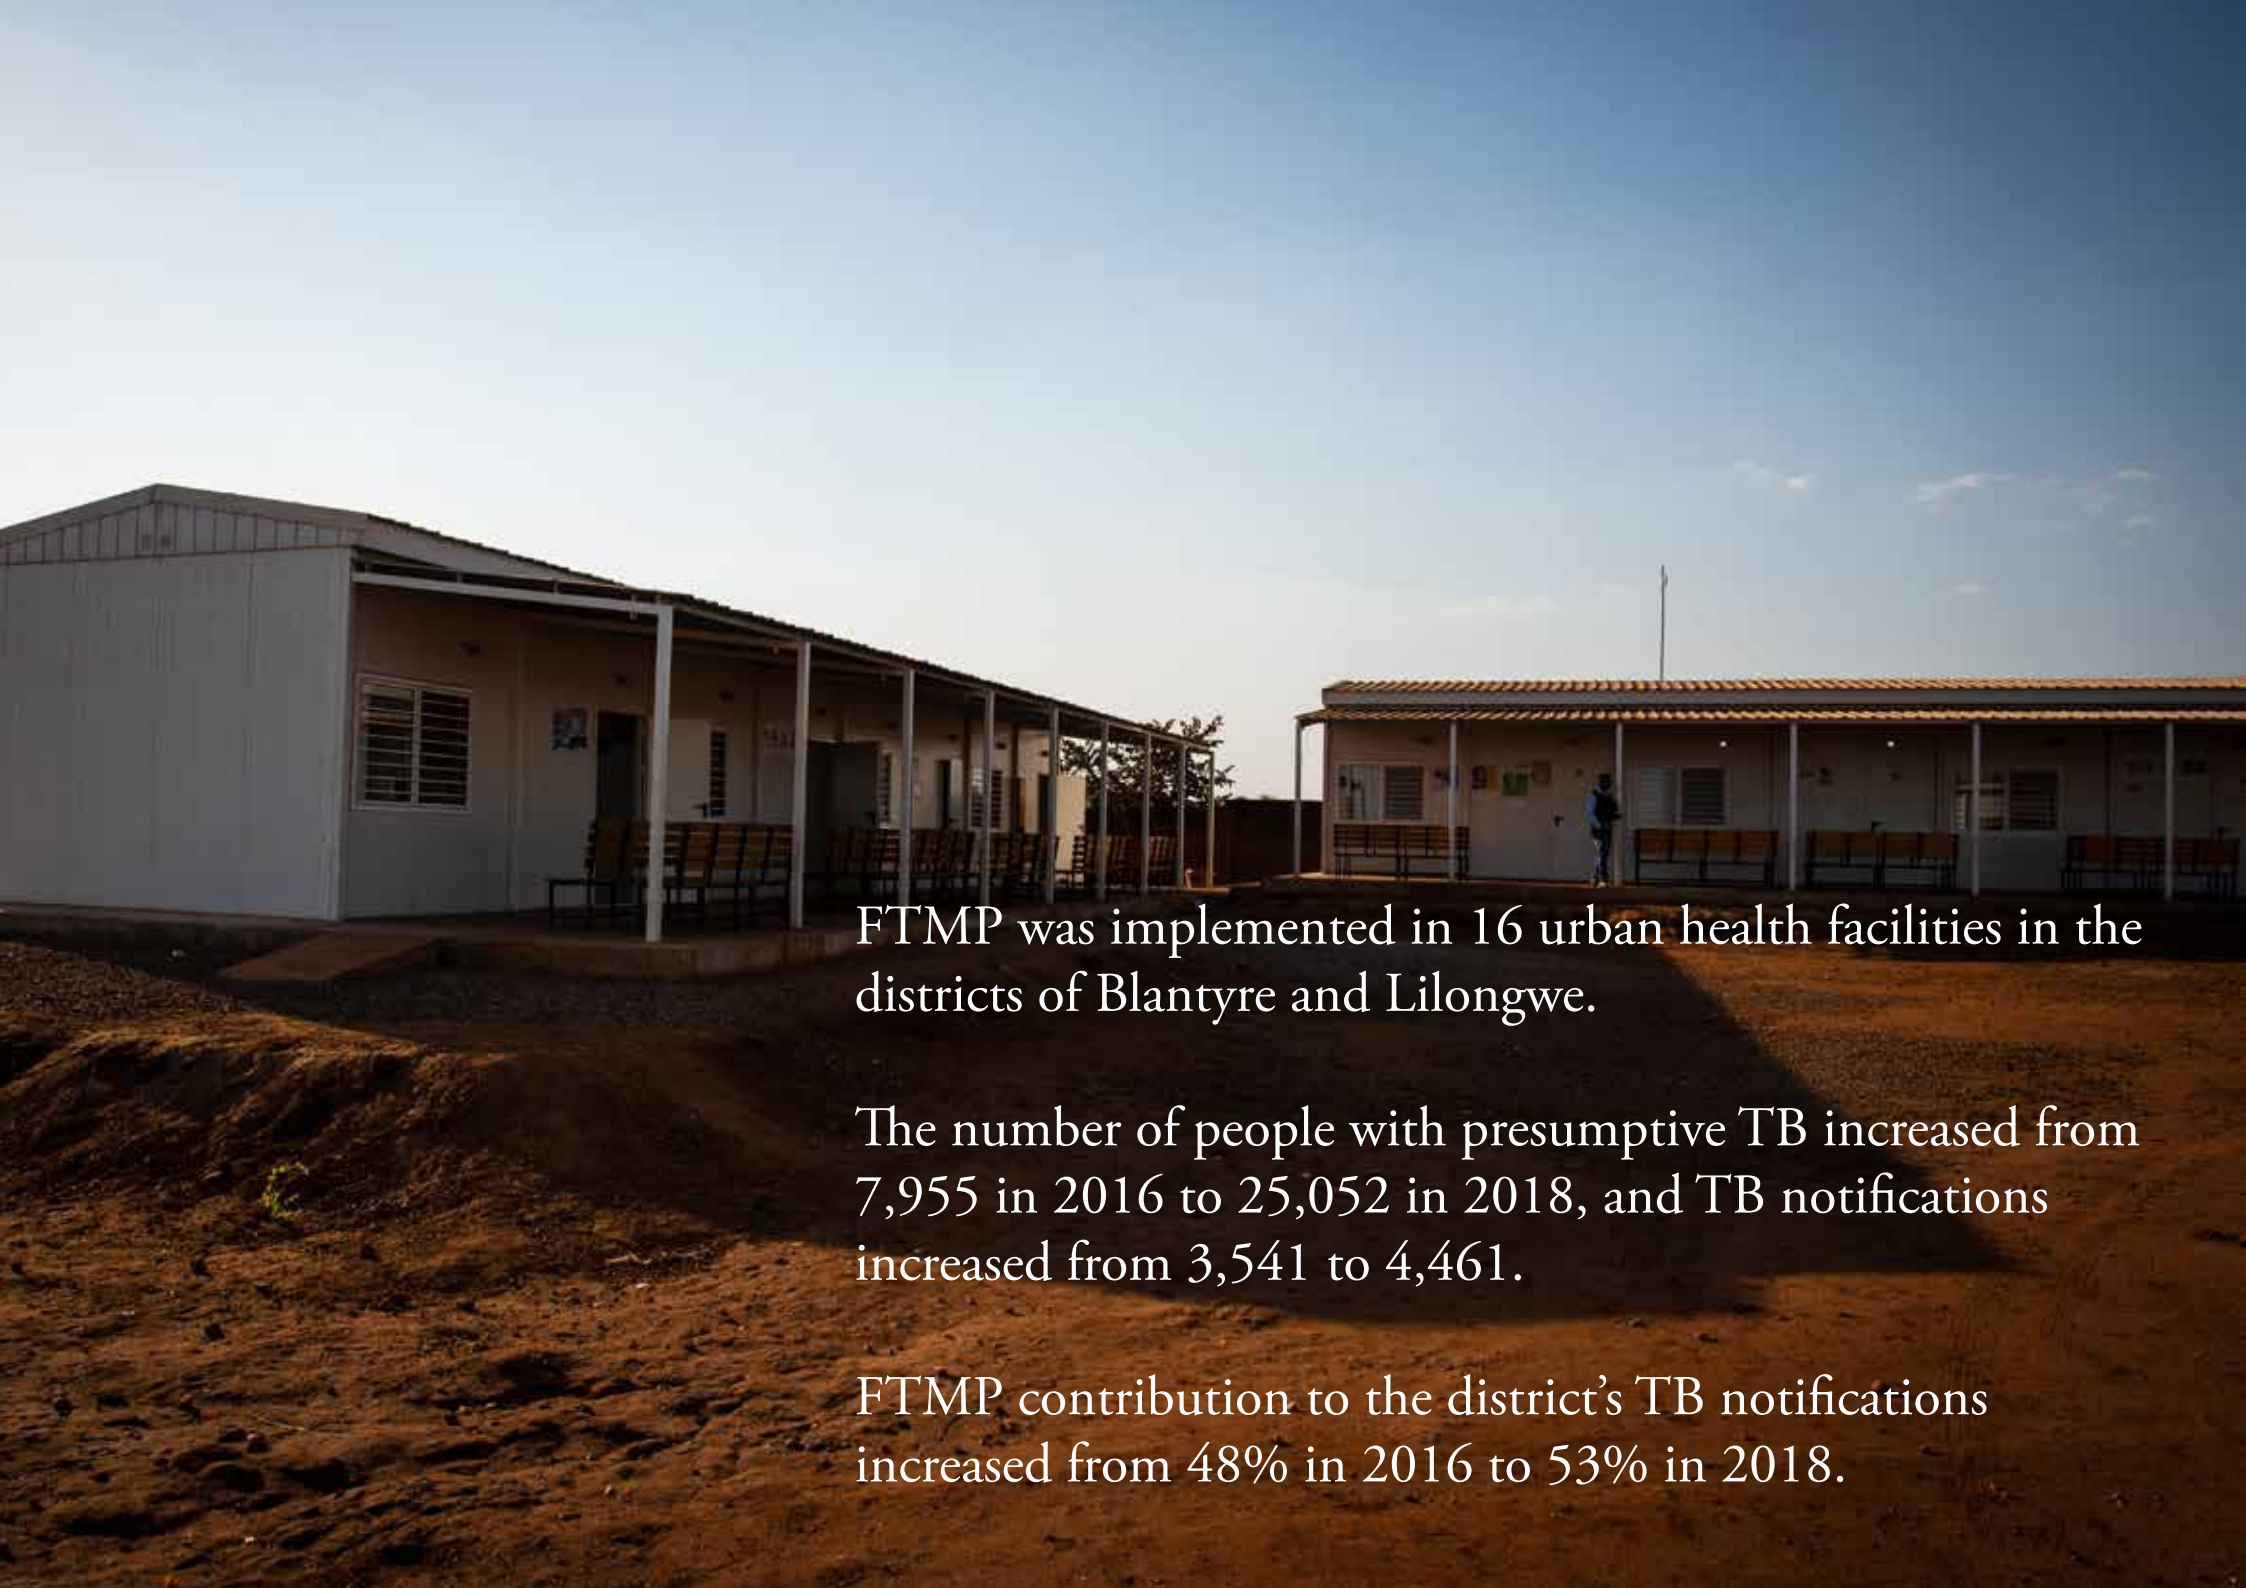 FTMP was implemented in 16 urban health facilities in the
districts of Blantyre and Lilongwe.
The number of people with presumptive TB increased from
7,955 in 2016 to 25,052 in 2018, and TB notifications
increased from 3,541 to 4,461.
FTMP contribution to the district’s TB notifications
increased from 48% in 2016 to 53% in 2018.